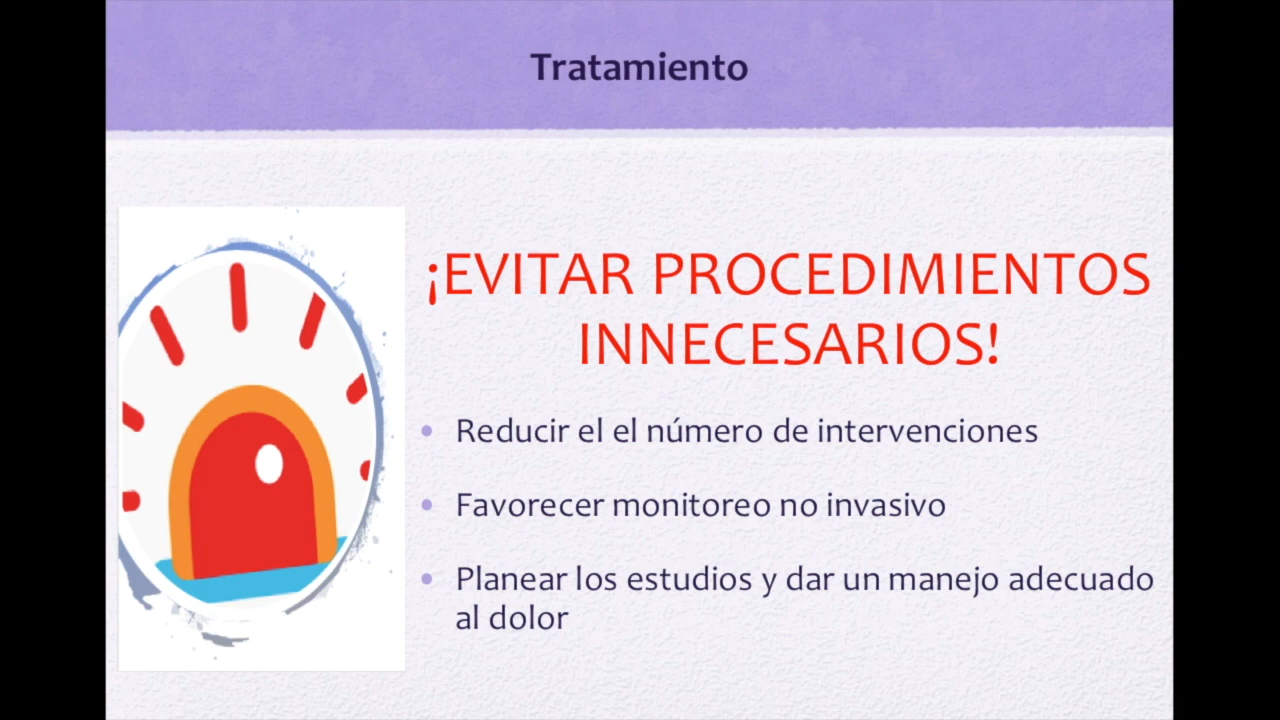 Tratamiento
¡EVITAR PROCEDIMIENTOS
INNECESARIOS!
• Reducir el el número de intervenciones
• Favorecer monitoreo no invasivo
• Planear los estudios y dar un manejo adecuado
al dolor